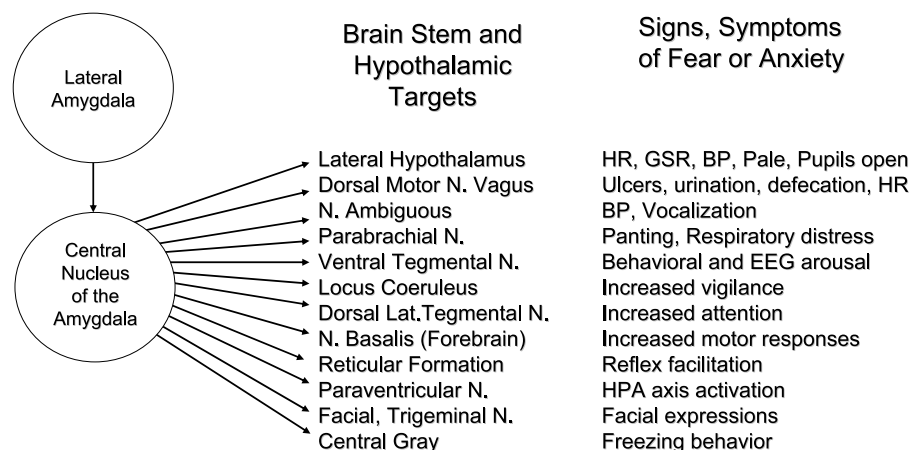 Lateral
Amygdala
Central
Nucleus
of the
Amygdala
Brain Stem and
Hypothalamic
Targets
Signs, Symptoms
of Fear or Anxiety
Lateral Hypothalamus HR, GSR, BP, Pale, Pupils open
Dorsal Motor N. Vagus Ulcers, urination, defecation, HR
N. Ambiguous BP, Vocalization
Parabrachial N. Panting, Respiratory distress
Ventral Tegmental N. Behavioral and EEG arousal
Locus Coeruleus Increased vigilance
Dorsal Lat.Tegmental N. Increased attention
N. Basalis (Forebrain) Increased motor responses
Reticular Formation Reflex facilitation
Paraventricular N. HPA axis activation
Facial, Trigeminal N. Facial expressions
Central Gray Freezing behavior